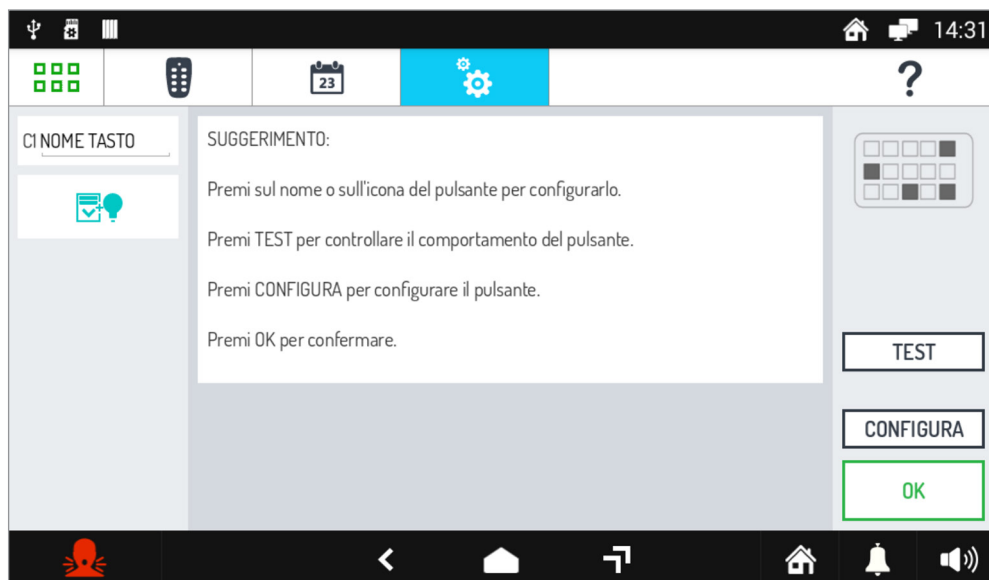 14:31
23
?
C1 NOME TASTO
SUGGERIMENTO:
Premi sul nome o sull'icona del pulsante per configurarlo.
Premi TEST per controllare il comportamento del pulsante.
Premi CONFIGURA per configurare il pulsante.
Premi OK per confermare.
TEST
CONFIGURA
OK